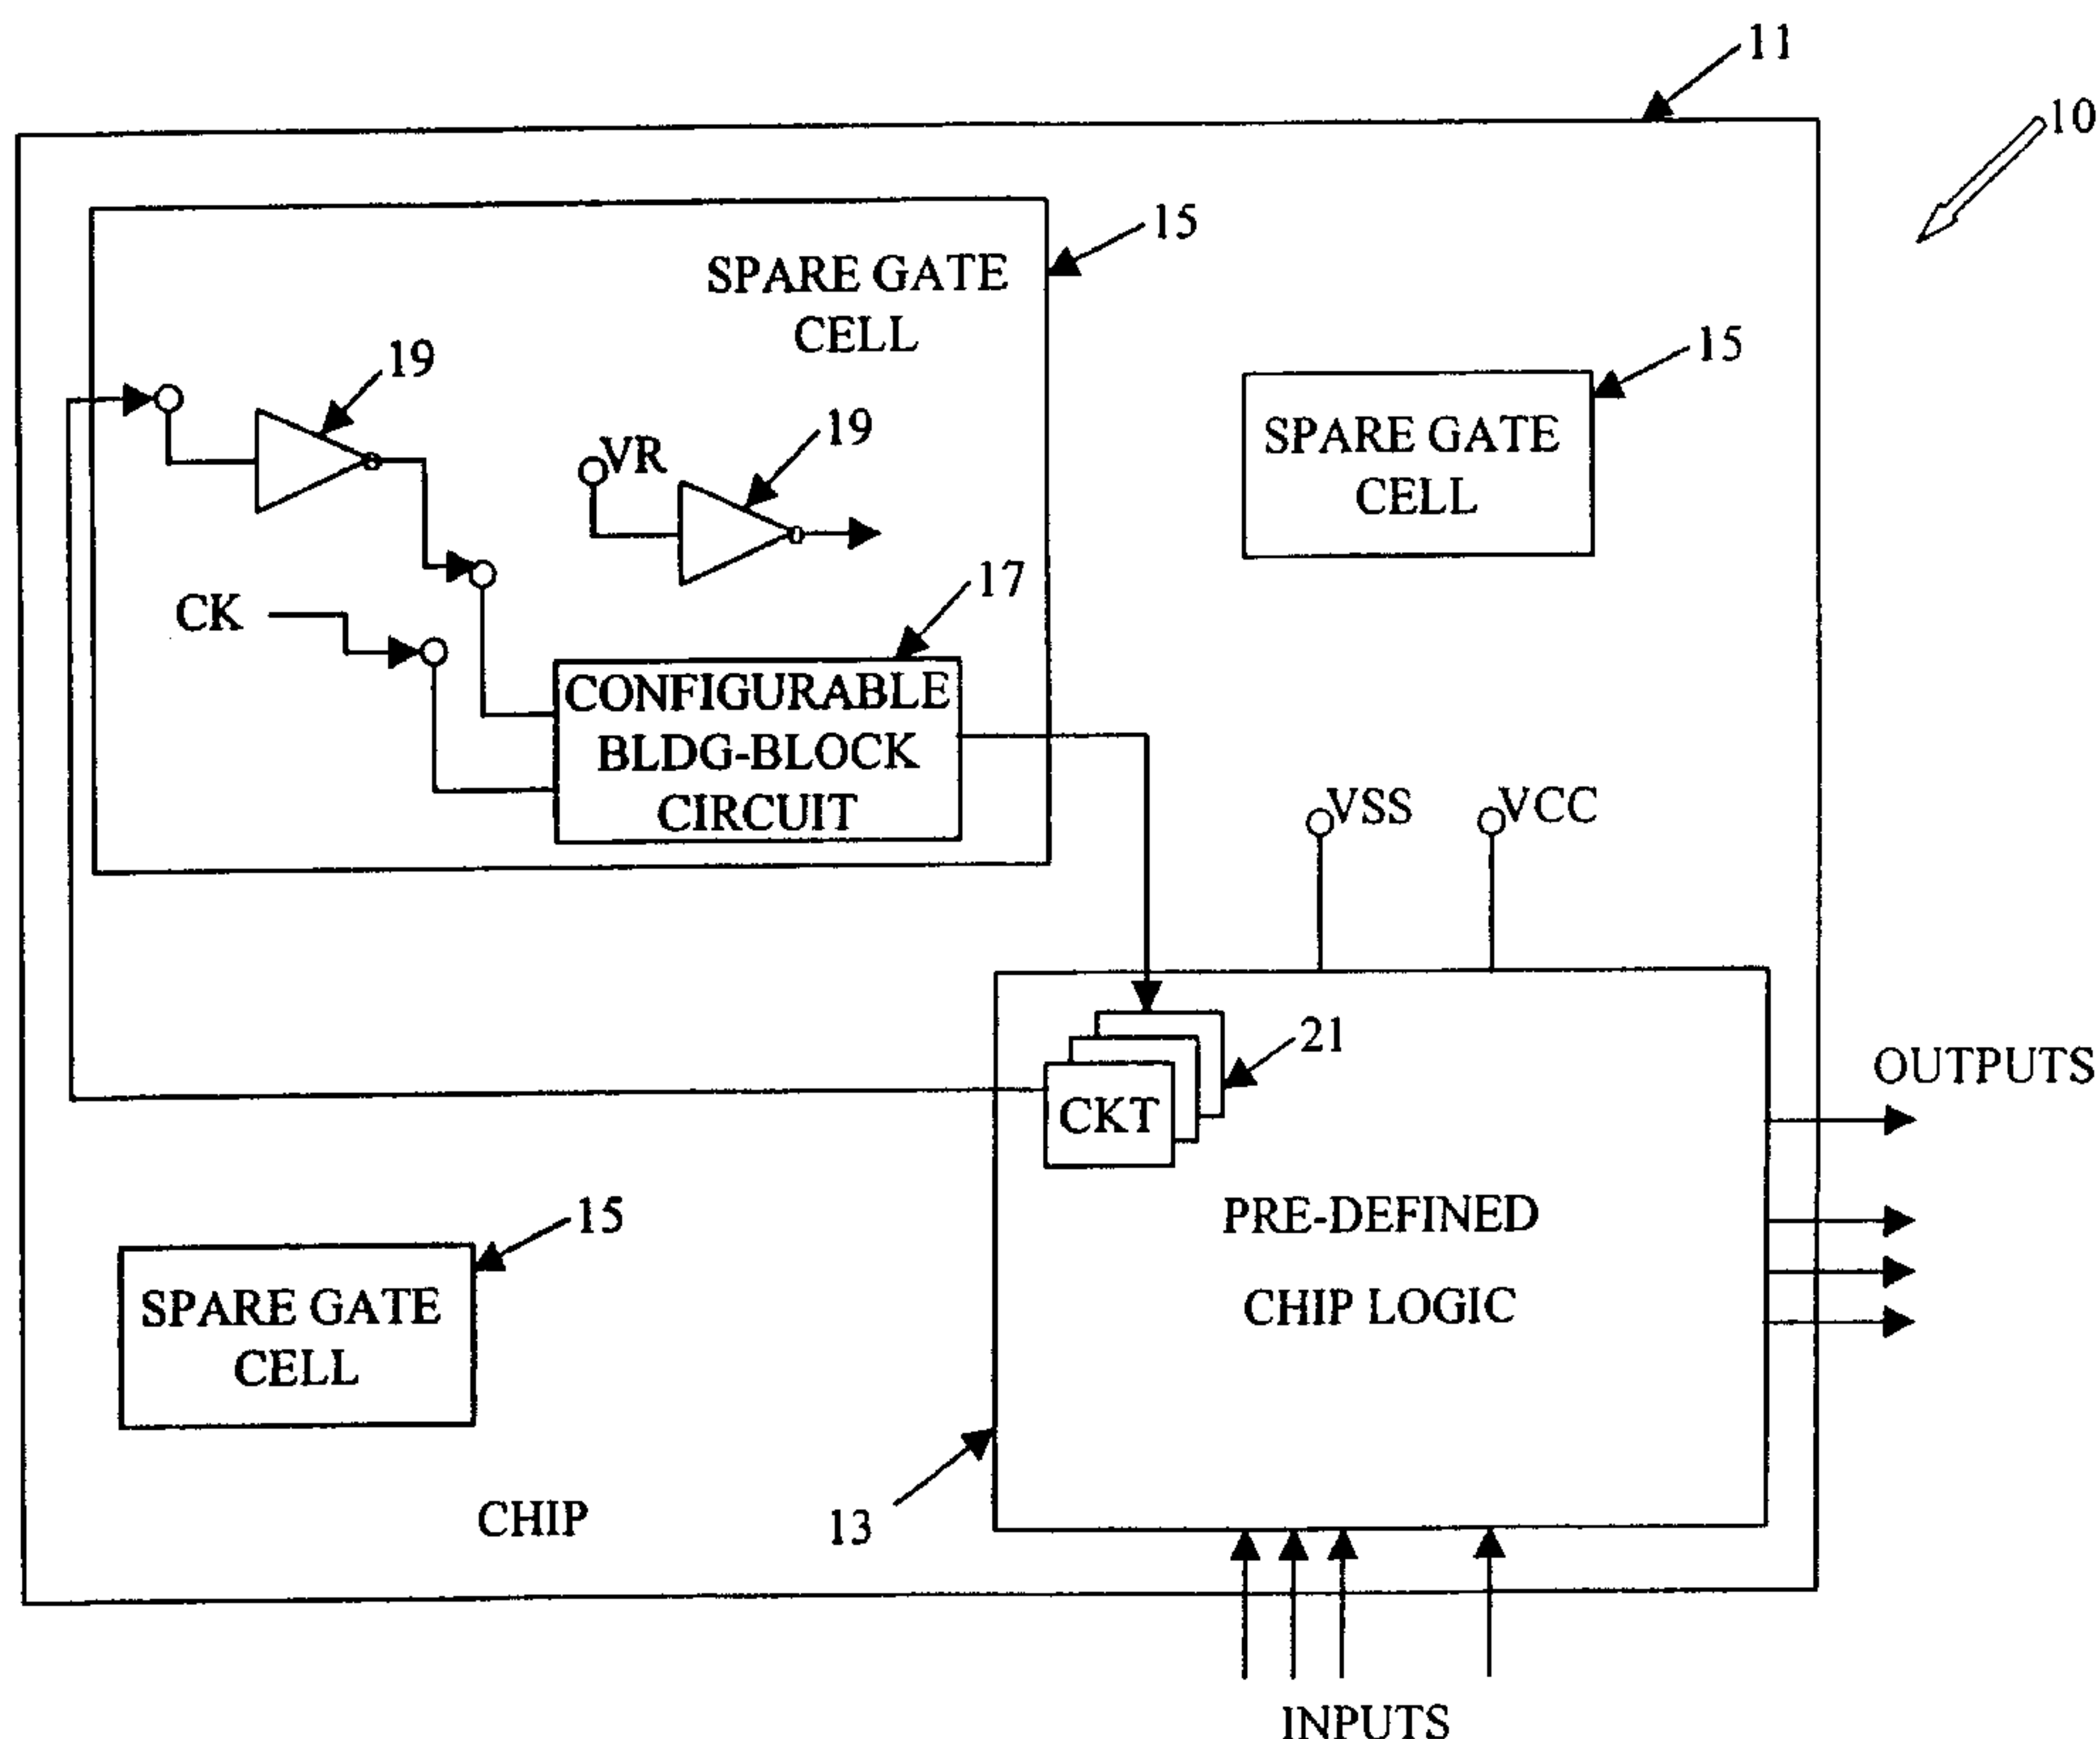 11
10
15
SPARE GATE
CELL
19
15
SPARE GATE
CELL
VR
19
17
CK
CONFIGURABLE
BLDG-BLOCK
CIRCUIT
VSS
VCC
21
OUTPUTS
CKT
PRE-DEFINED
CHIP LOGIC
15
SPARE GATE
CELL
CHIP
13
INPUTS